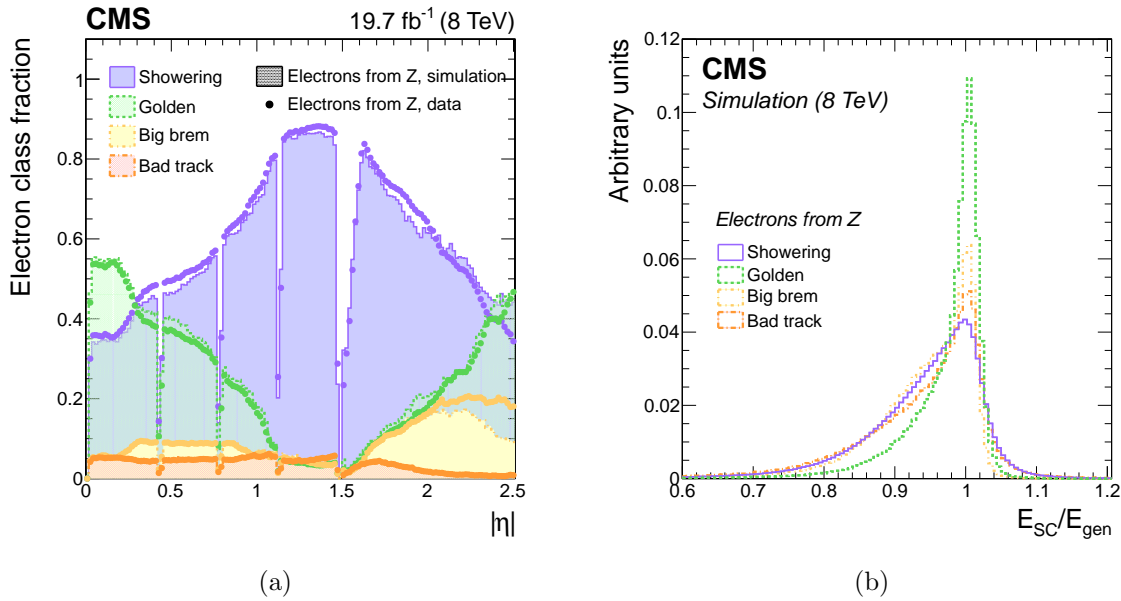 CMS
19.7 fb⁻¹ (8 TeV)
Electron class fraction
1
0.8
0.6
0.4
0.2
0
Showering
Golden
Big brem
Bad track
Electrons from Z, simulation
Electrons from Z, data
0 0.5 1 1.5 2 2.5
|η|
(a)
Arbitrary units
0.12
0.1
0.08
0.06
0.04
0.02
0
CMS
Simulation (8 TeV)
Electrons from Z
Showering
Golden
Big brem
Bad track
0.6 0.7 0.8 0.9 1 1.1 1.2
E_SC/E_gen
(b)